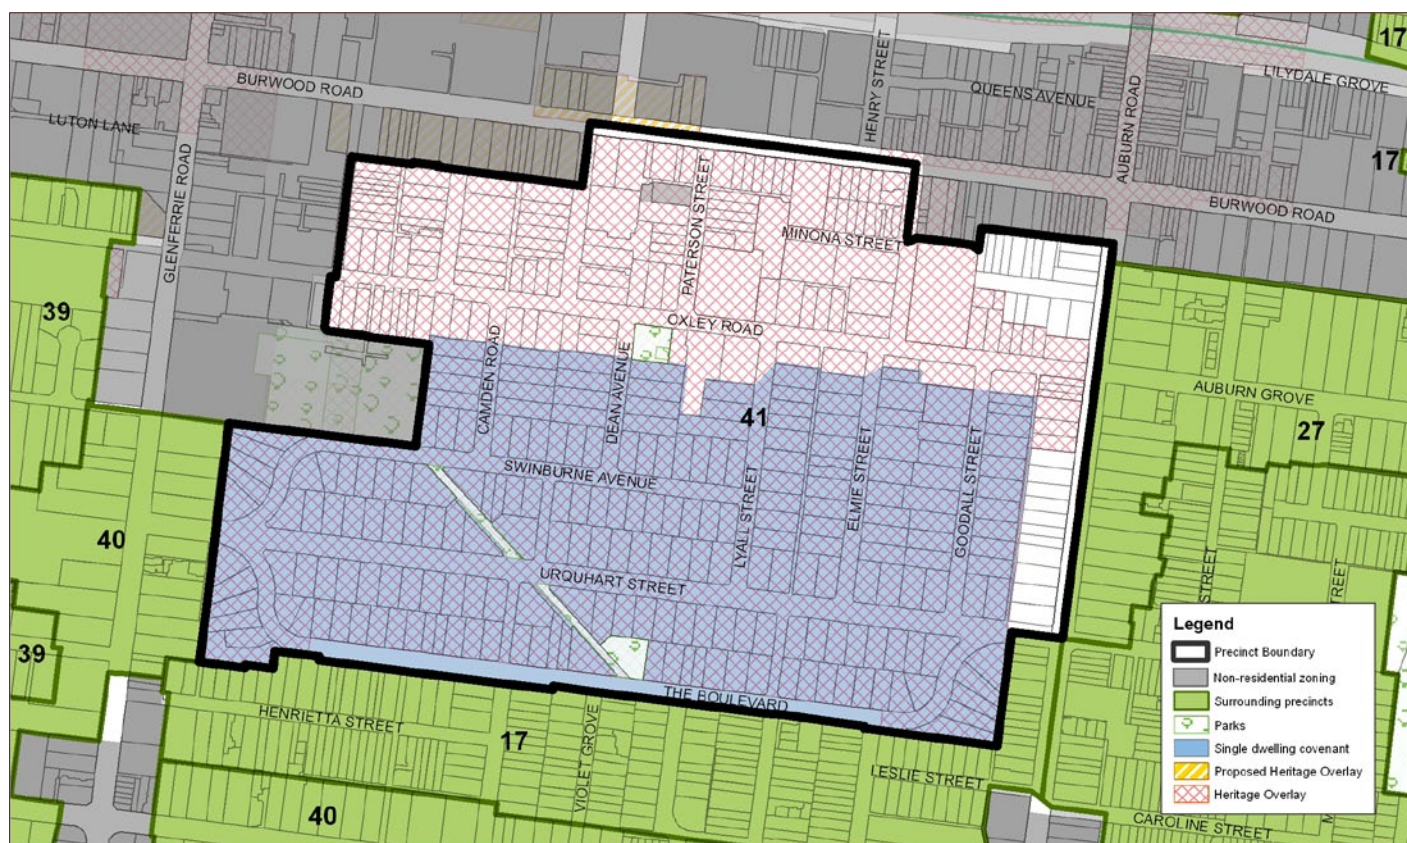 17
LILYDALE GROVE
BURWOOD ROAD
HENRY STREET
QUEENS AVENUE
AUBURN ROAD
LUTON LANE
17
GLENFERRIE ROAD
PATERSON STREET
BURWOOD ROAD
MINONA STREET
39
OXLEY ROAD
CAMDEN ROAD
DEAN AVENUE
AUBURN GROVE
41
27
SWINBURNE AVENUE
LYALL STREET
ELMIE STREET
GOODALL STREET
40
URQUHART STREET
STREET
STREET
39
THE BOULEVARD
HENRIETTA STREET
17
VIOLET GROVE
LESLIE STREET
40
CAROLINE STREET
Legend
Precinct Boundary
Non-residential zoning
Surrounding precincts
Parks
Single dwelling covenant
Proposed Heritage Overlay
Heritage Overlay